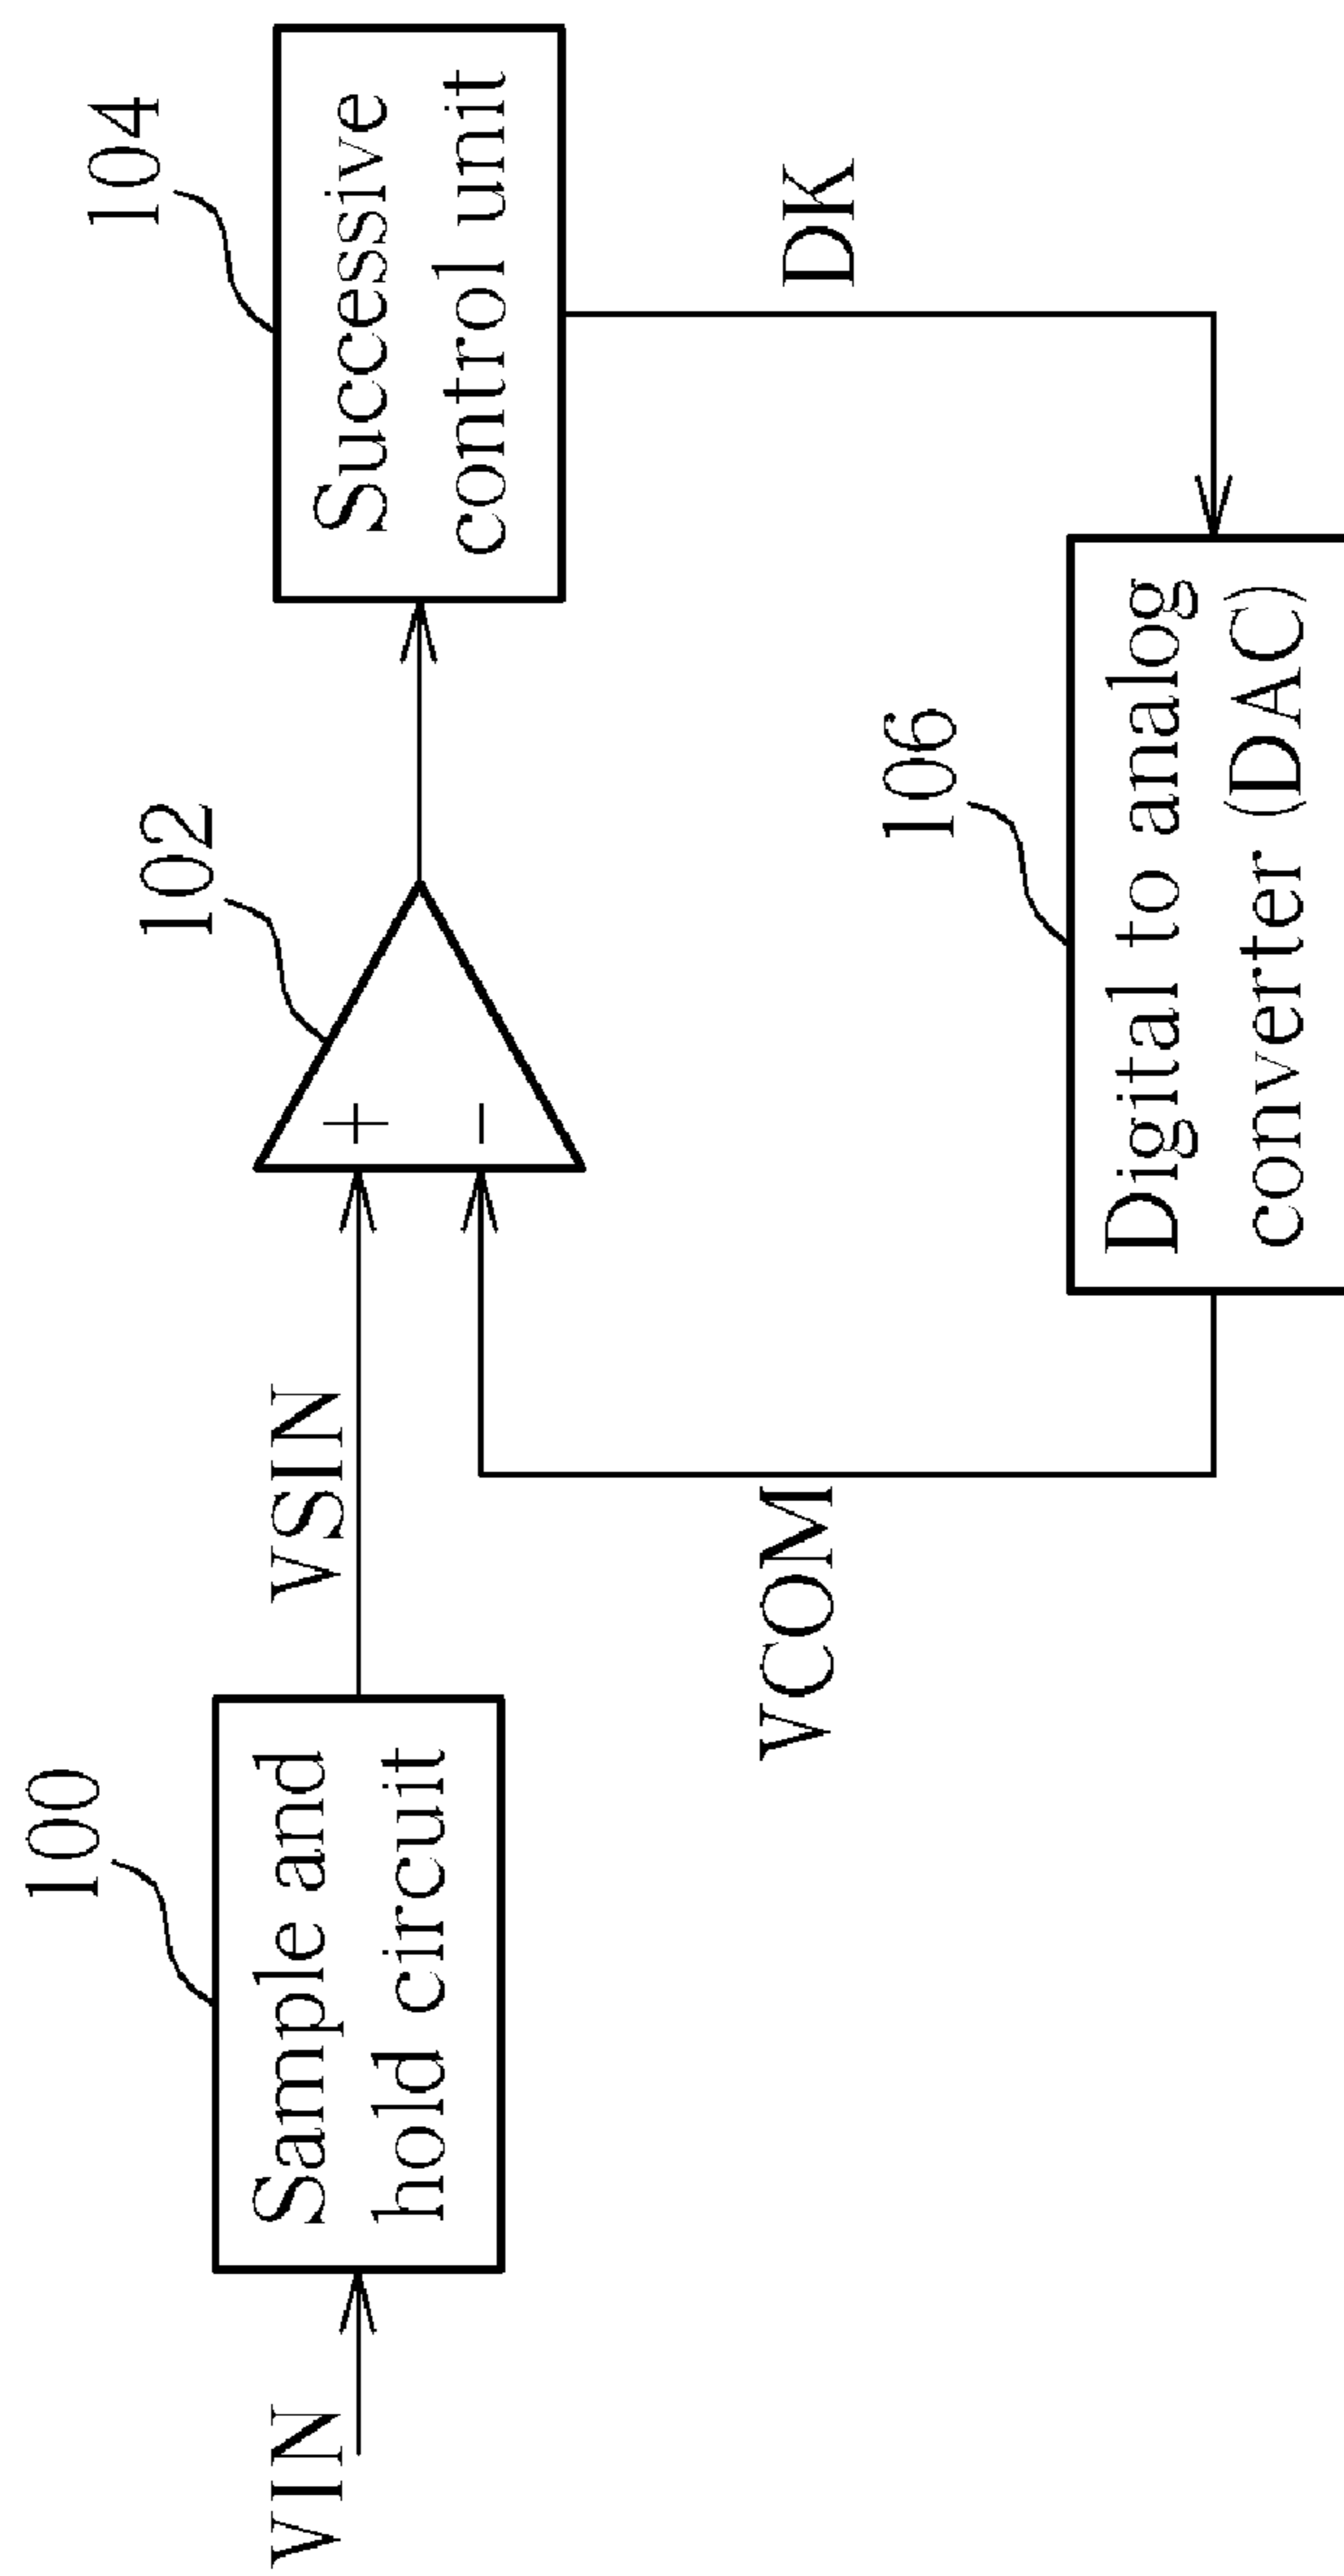 100
102
104
VIN
Sample and
hold circuit
VSIN
+
-
Successive
control unit
VCOM
106
DK
Digital to analog
converter (DAC)